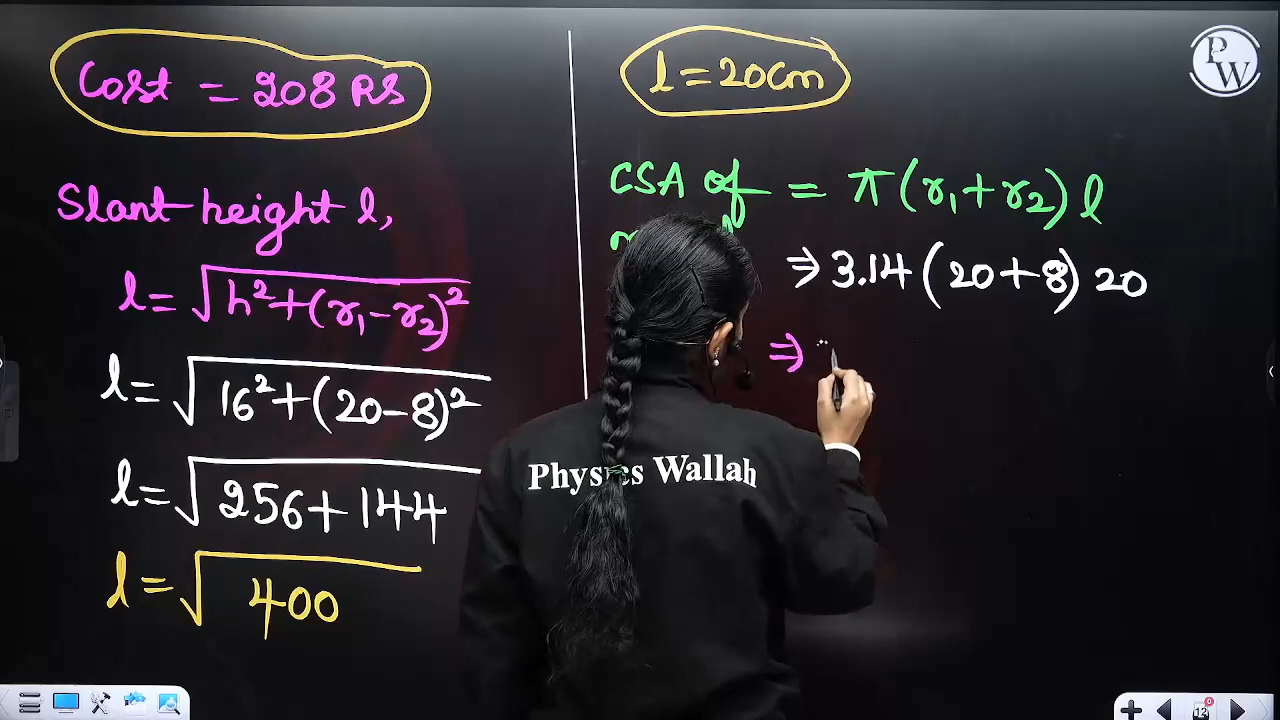 Cost = 208 RS
Slant height l,
l = √h²+(r₁-r₂)²
l = √16²+(20-8)²
l = √256+144
l = √400
l = 20cm
CSA of = π(r₁+r₂)l
⇒ 3.14(20+8)20
⇒
Physics Wallah
PW
12